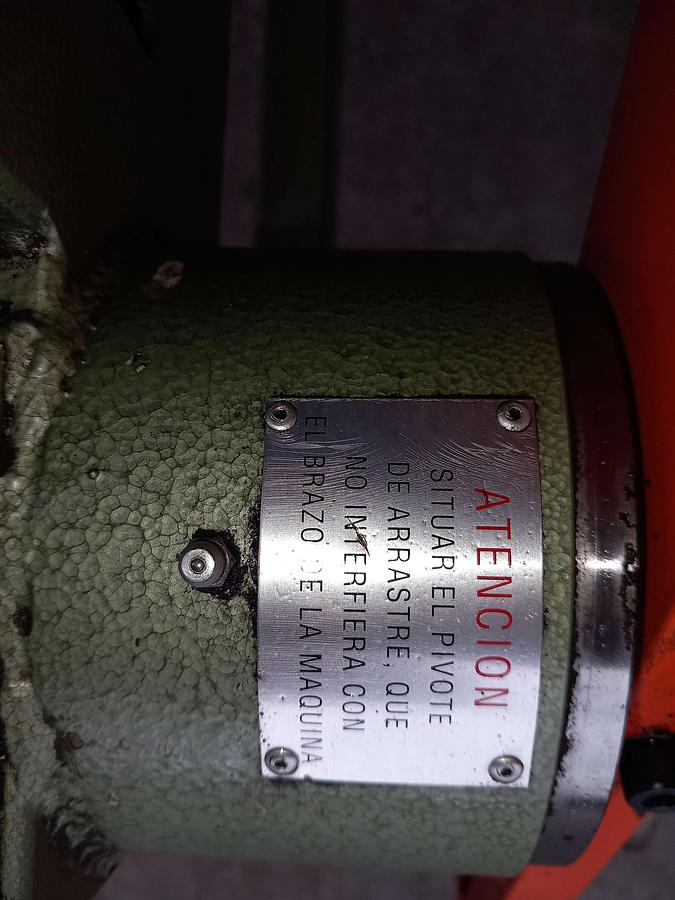 ATENCION
SITUAR EL PIVOTE
DE ARRASTRE, QUE
NO INTERFIERA CON
EL BRAZO DE LA MAQUINA